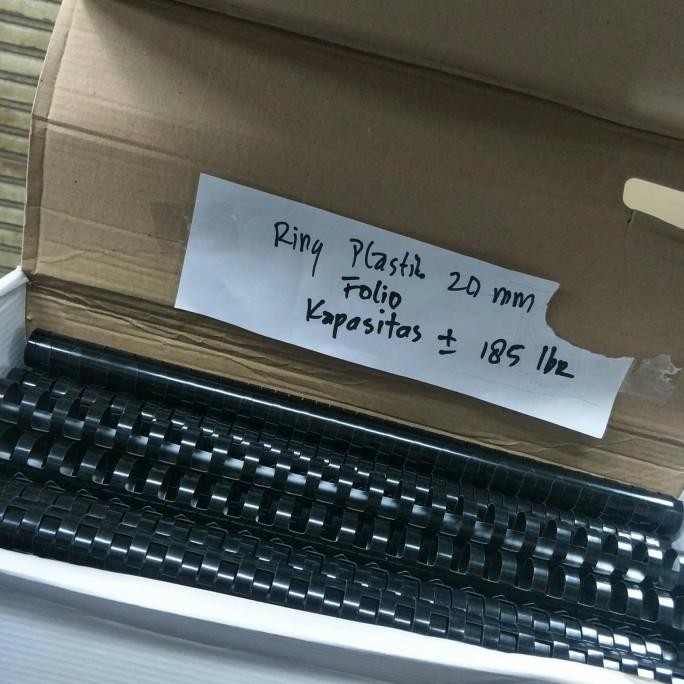 Ring Plastik 20 mm
Folio
Kapasitas ± 185 lbr